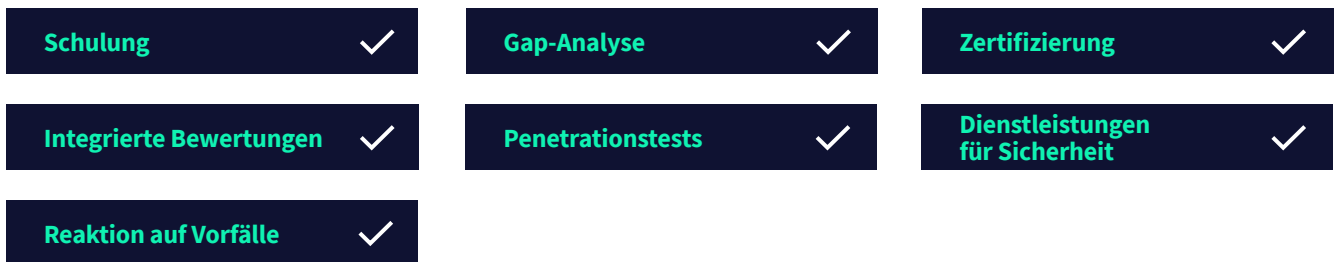 Schulung
Gap-Analyse
Zertifizierung
Integrierte Bewertungen
Penetrationstests
Dienstleistungen
für Sicherheit
Reaktion auf Vorfälle